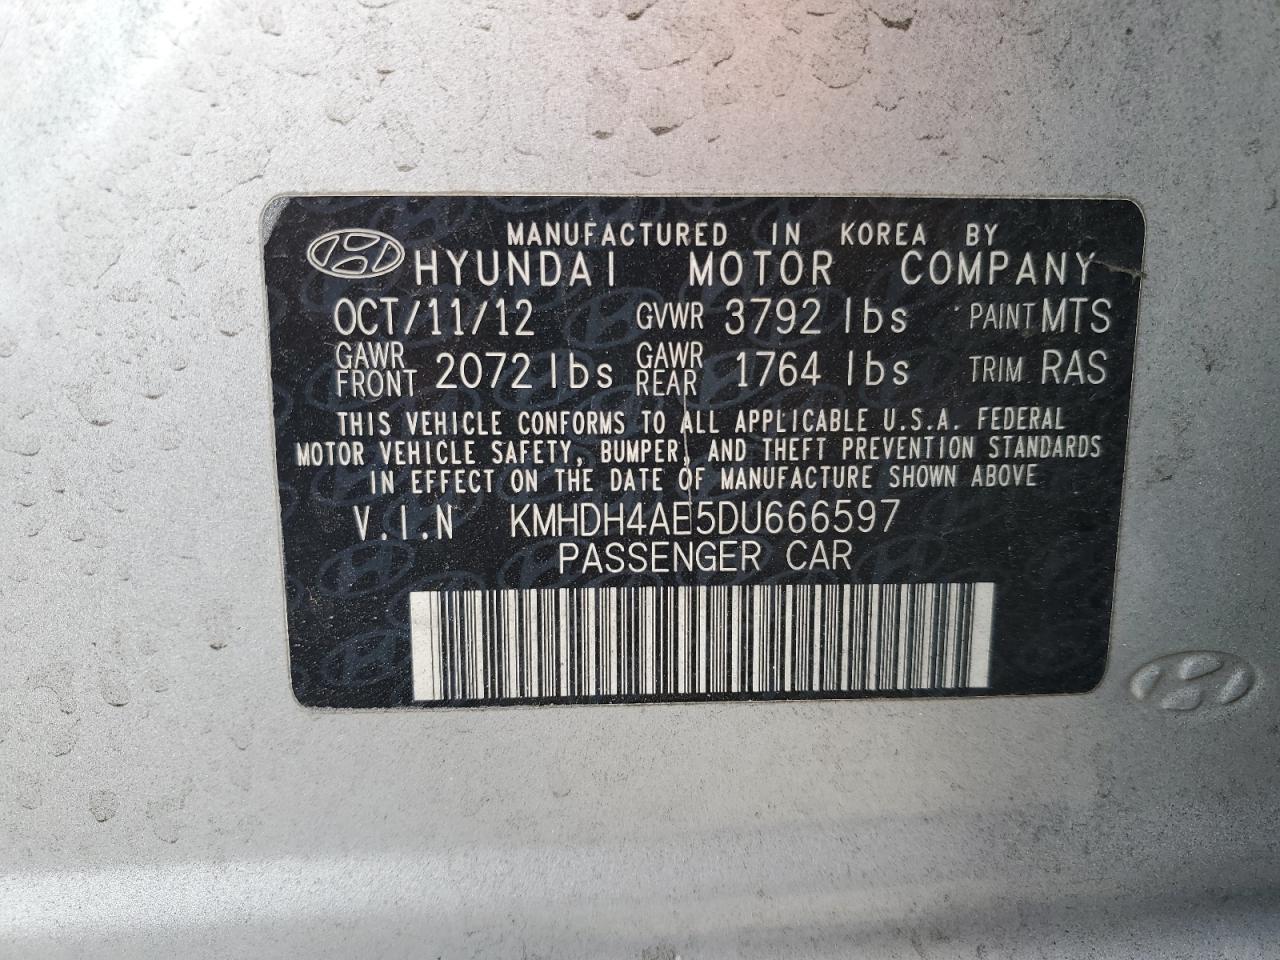 MANUFACTURED IN KOREA BY
HYUNDAI MOTOR COMPANY
OCT/11/12 GVWR 3792 lbs PAINT MTS
GAWR FRONT 2072 lbs GAWR REAR 1764 lbs TRIM RAS
THIS VEHICLE CONFORMS TO ALL APPLICABLE U.S.A. FEDERAL
MOTOR VEHICLE SAFETY, BUMPER, AND THEFT PREVENTION STANDARDS
IN EFFECT ON THE DATE OF MANUFACTURE SHOWN ABOVE
V.I.N KMHDH4AE5DU666597
PASSENGER CAR